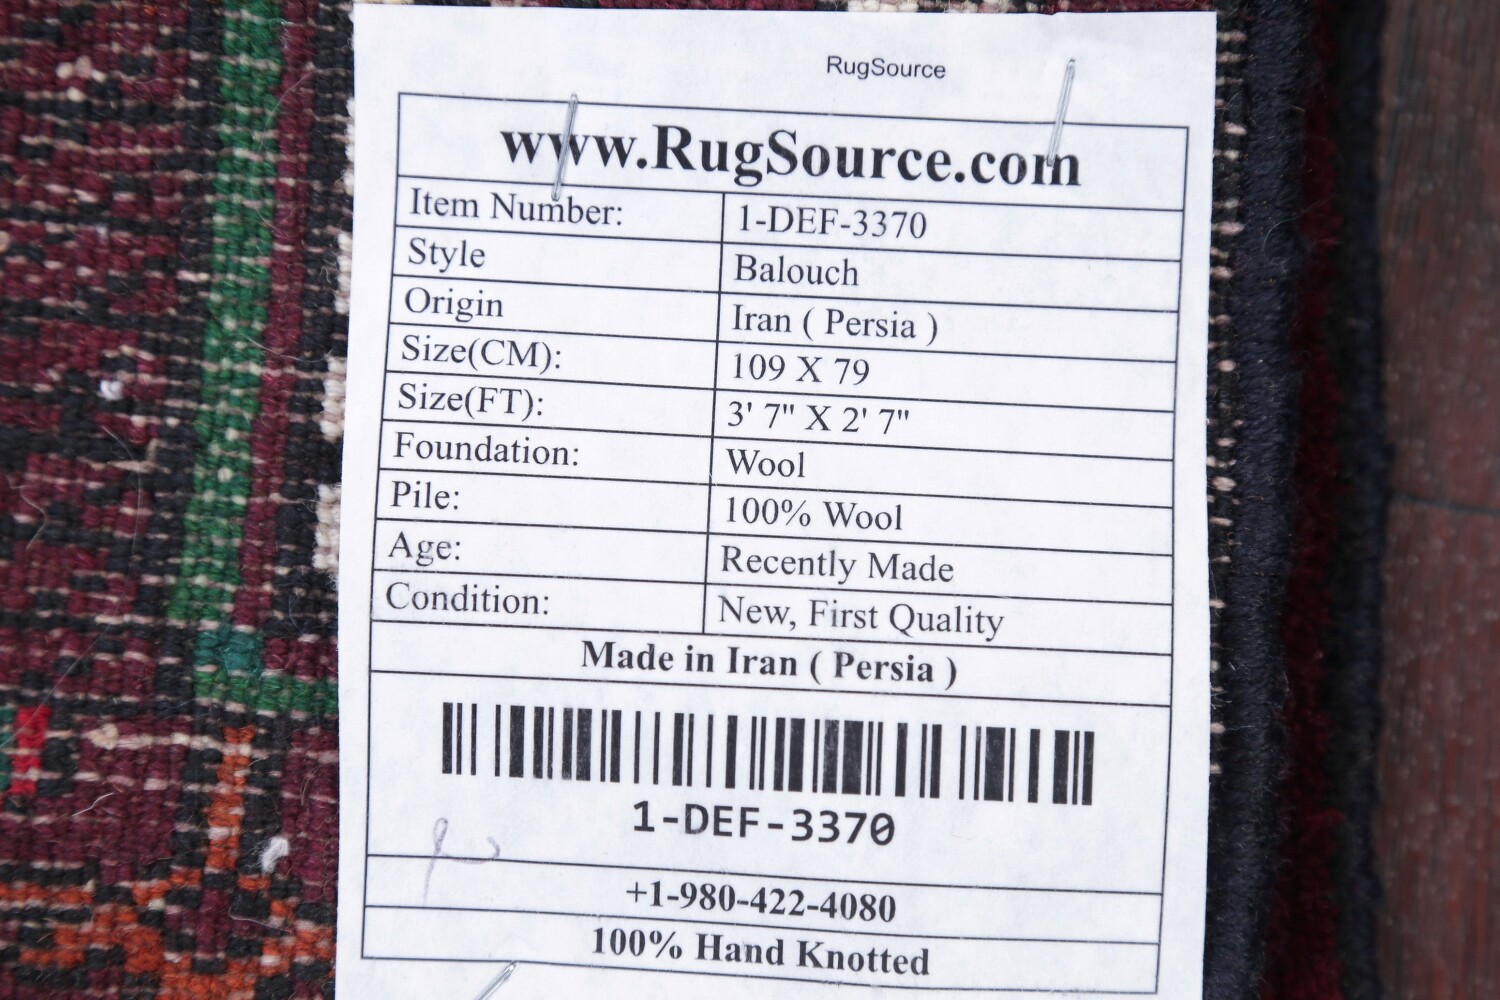 RugSource
www.RugSource.com
Item Number: 1-DEF-3370
Style Balouch
Origin Iran ( Persia )
Size(CM): 109 X 79
Size(FT): 3' 7" X 2' 7"
Foundation: Wool
Pile: 100% Wool
Age: Recently Made
Condition: New, First Quality
Made in Iran ( Persia )
1-DEF-3370
+1-980-422-4080
100% Hand Knotted